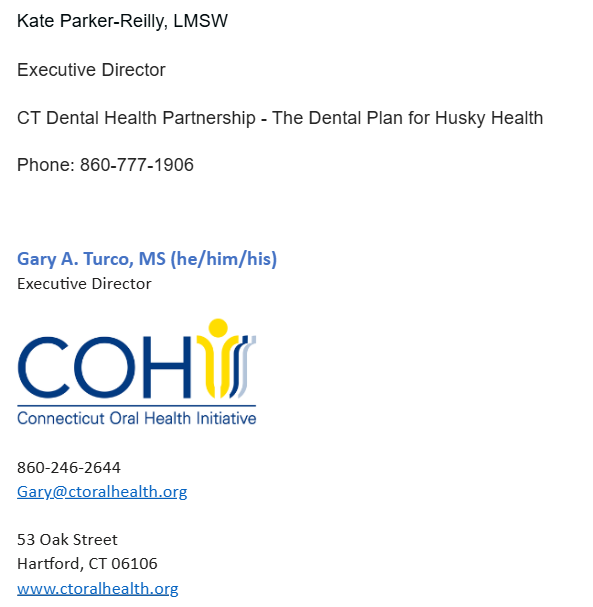 Kate Parker-Reilly, LMSW
Executive Director
CT Dental Health Partnership - The Dental Plan for Husky Health
Phone: 860-777-1906
Gary A. Turco, MS (he/him/his)
Executive Director
COHI
Connecticut Oral Health Initiative
860-246-2644
Gary@ctoralhealth.org
53 Oak Street
Hartford, CT 06106
www.ctoralhealth.org